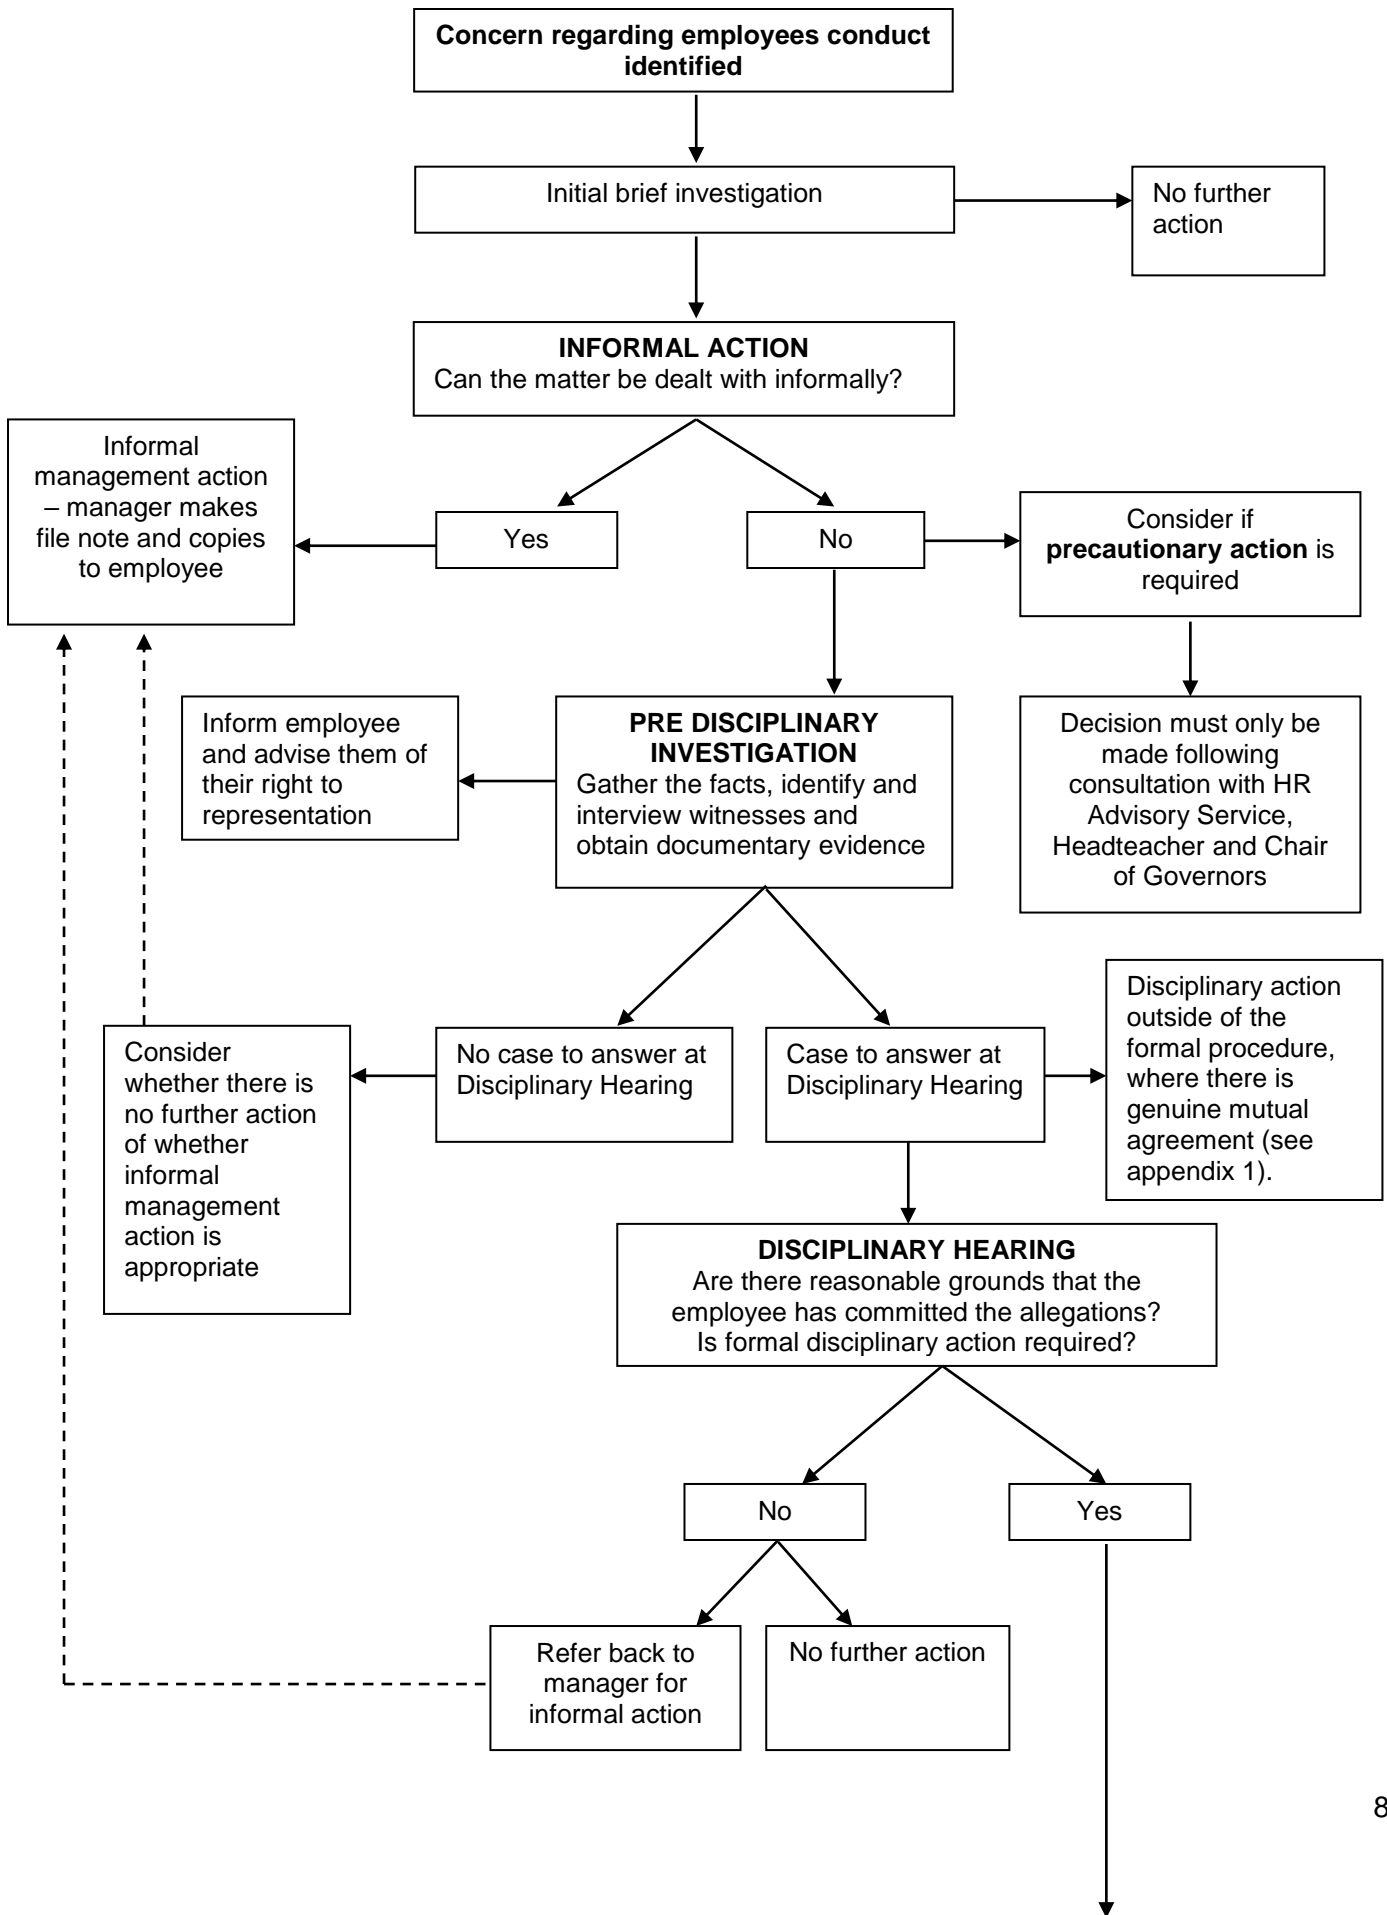 Concern regarding employees conduct
identified
Initial brief investigation
No further
action
INFORMAL ACTION
Can the matter be dealt with informally?
Informal
management action
– manager makes
file note and copies
to employee
Yes
No
Consider if
precautionary action is
required
Inform employee
and advise them of
their right to
representation
PRE DISCIPLINARY
INVESTIGATION
Gather the facts, identify and
interview witnesses and
obtain documentary evidence
Decision must only be
made following
consultation with HR
Advisory Service,
Headteacher and Chair
of Governors
Consider
whether there is
no further action
of whether
informal
management
action is
appropriate
No case to answer at
Disciplinary Hearing
Case to answer at
Disciplinary Hearing
Disciplinary action
outside of the
formal procedure,
where there is
genuine mutual
agreement (see
appendix 1).
DISCIPLINARY HEARING
Are there reasonable grounds that the
employee has committed the allegations?
Is formal disciplinary action required?
No
Yes
Refer back to
manager for
informal action
No further action
8